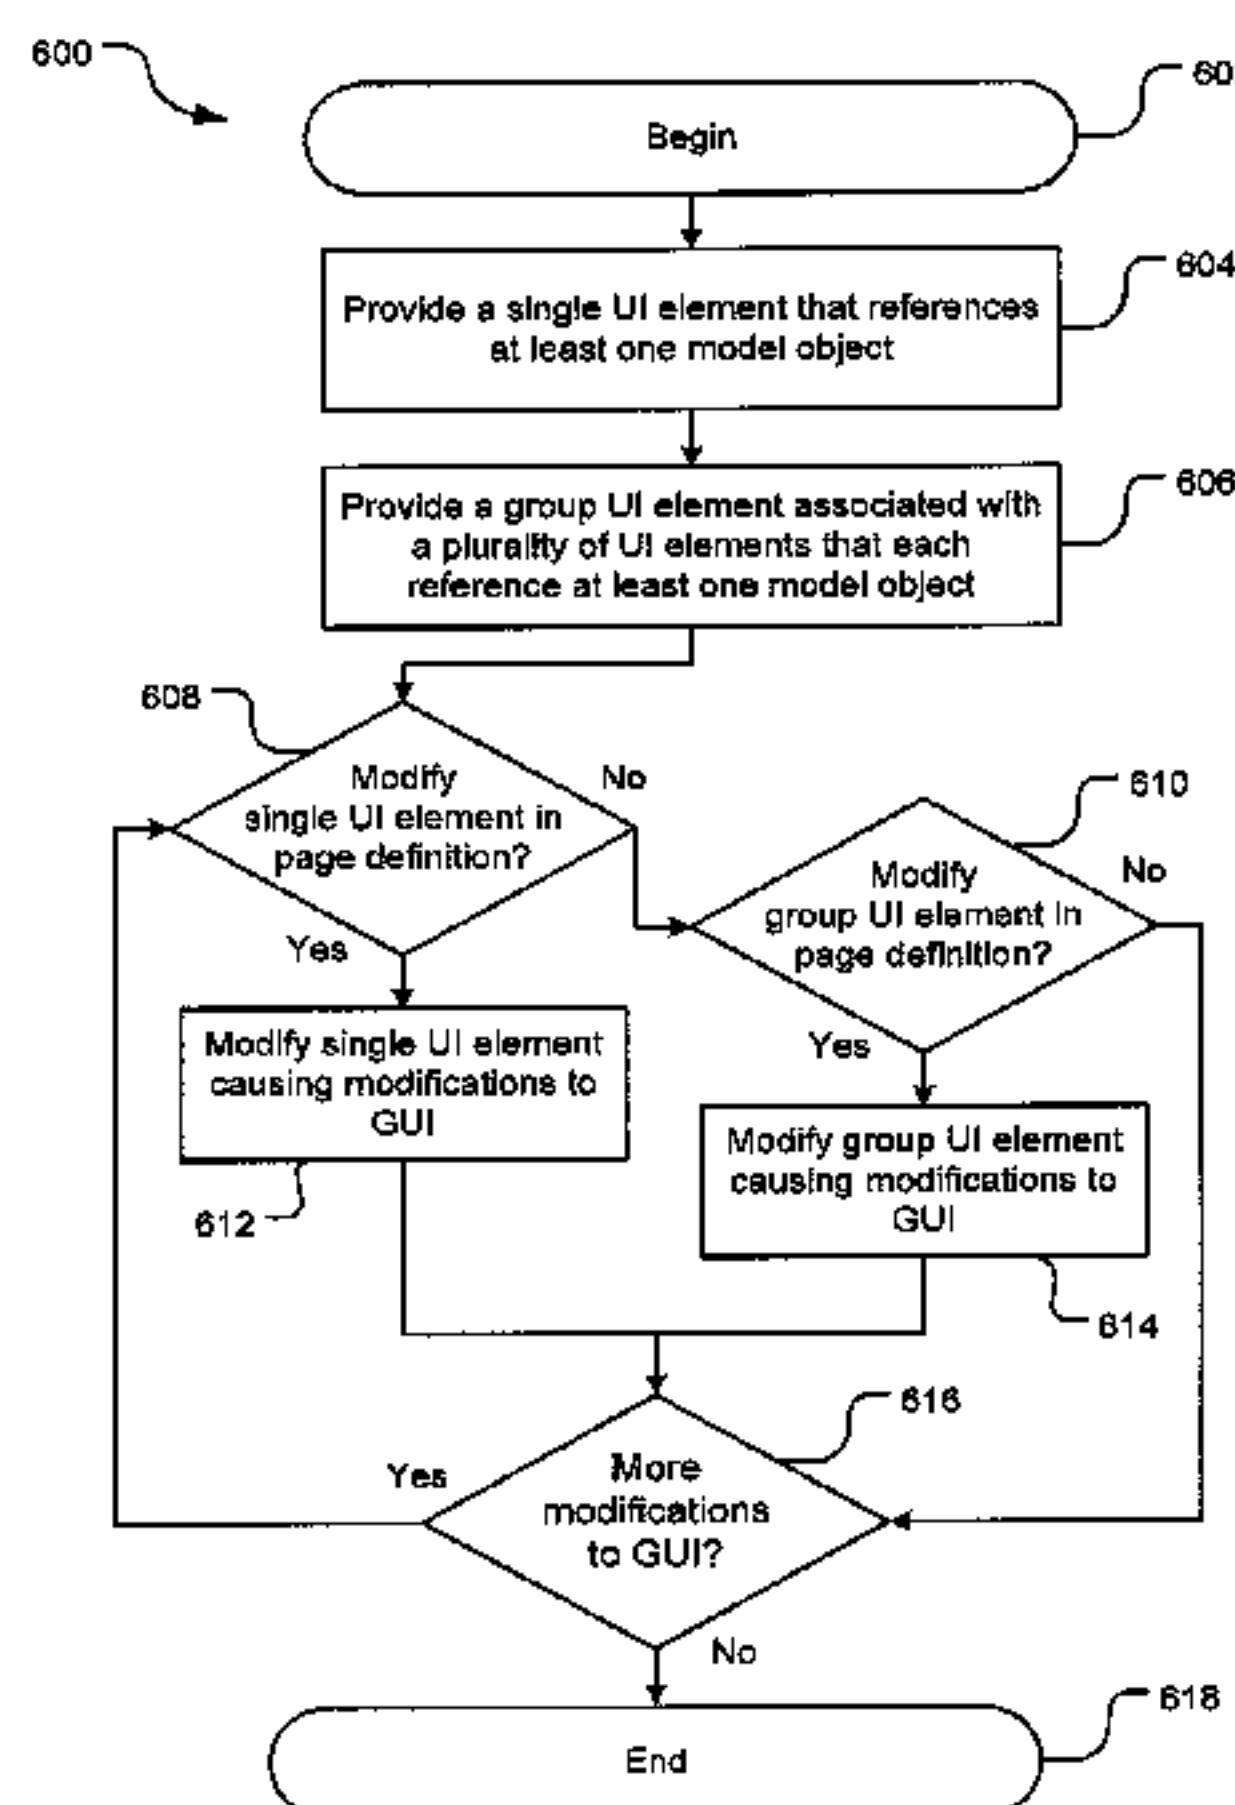 600
Begin
604
Provide a single UI element that references
at least one model object
606
Provide a group UI element associated with
a plurality of UI elements that each
reference at least one model object
608
Modify
single UI element in
page definition?
No
Yes
610
Modify
group UI element in
page definition?
No
Yes
Modify single UI element
causing modifications to
GUI
612
Modify group UI element
causing modifications to
GUI
614
616
More
modifications
to GUI?
Yes
No
618
End